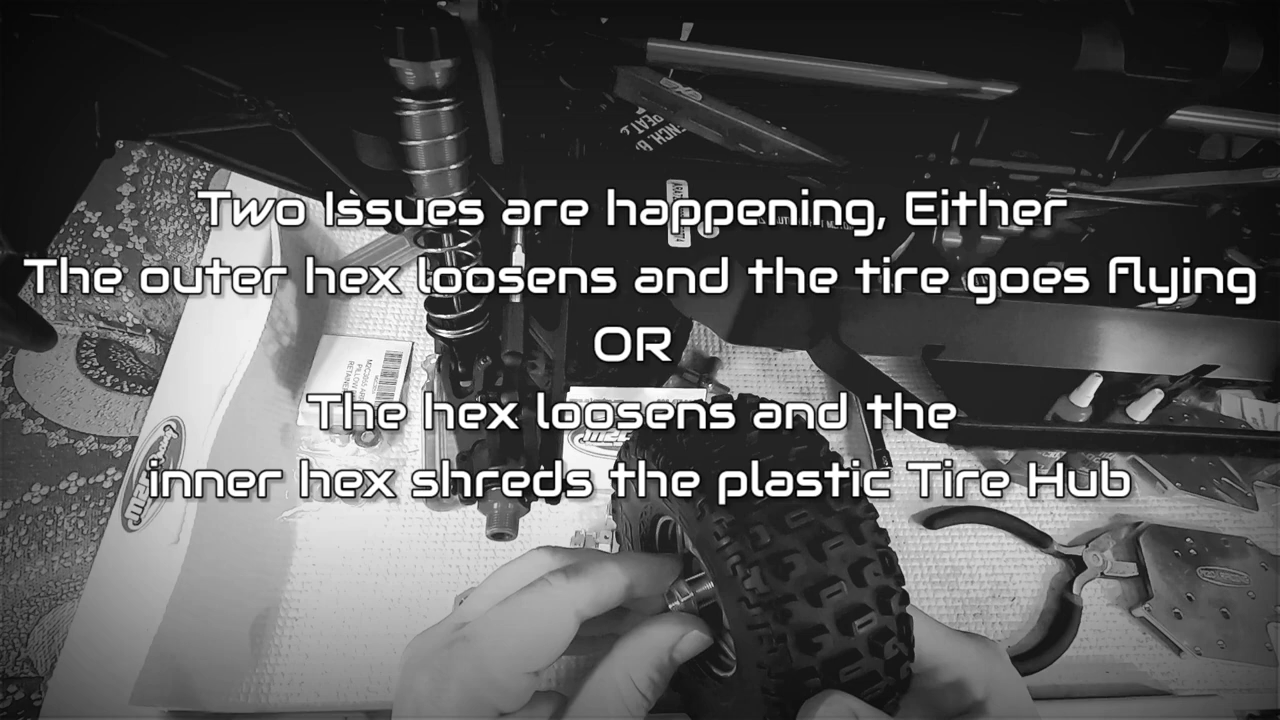 Two Issues are happening, Either
The outer hex loosens and the tire goes flying
OR
The hex loosens and the
inner hex shreds the plastic Tire Hub